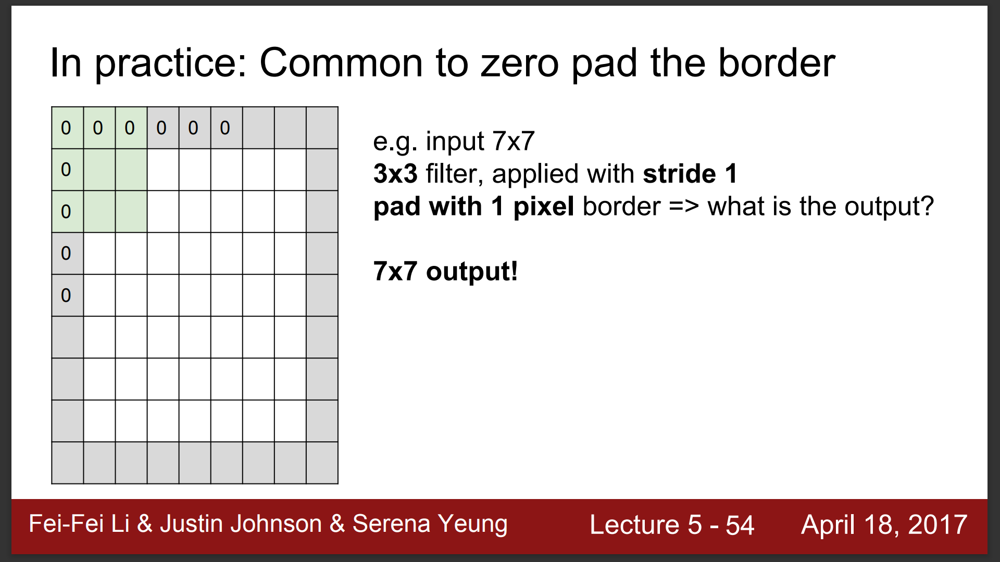 In practice: Common to zero pad the border
0 0 0 0 0 0
0
0
0
0
e.g. input 7x7
3x3 filter, applied with stride 1
pad with 1 pixel border => what is the output?
7x7 output!
Fei-Fei Li & Justin Johnson & Serena Yeung
Lecture 5 - 54
April 18, 2017